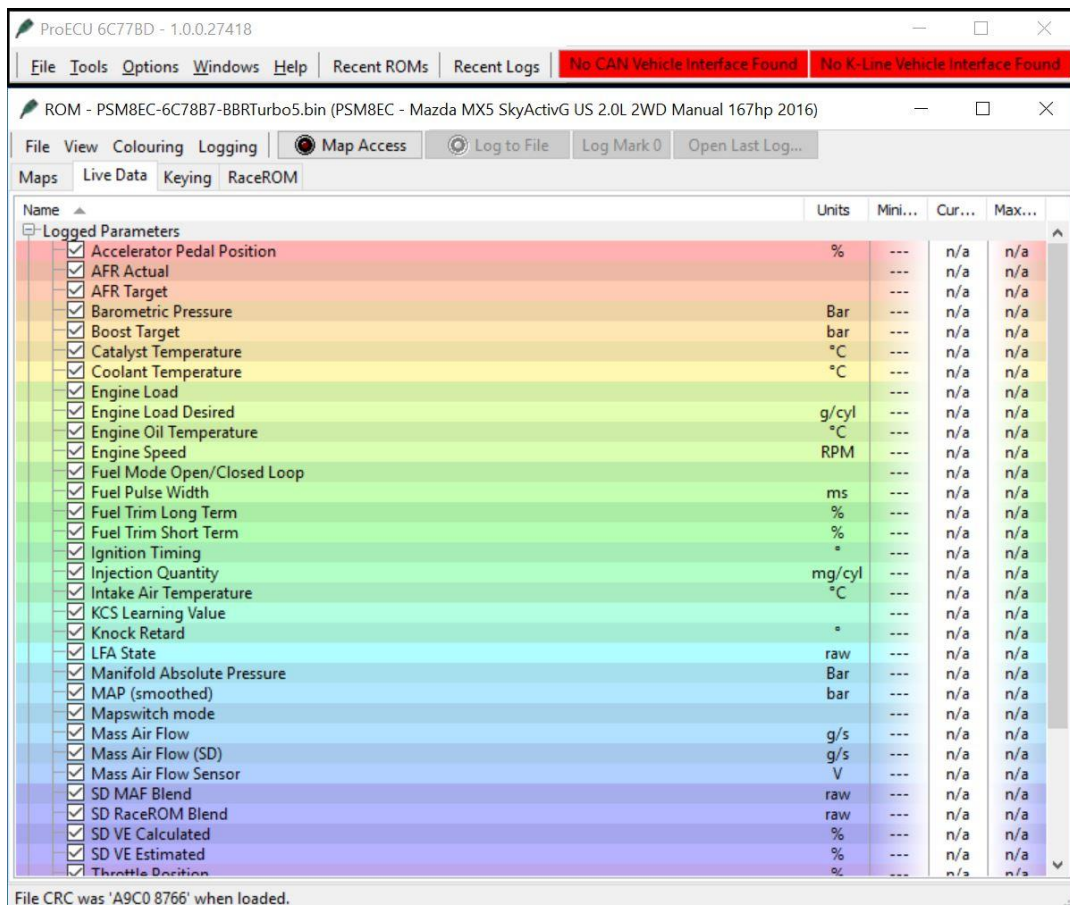 ProECU 6C77BD - 1.0.0.27418
File Tools Options Windows Help Recent ROMs Recent Logs No CAN Vehicle Interface Found No K-Line Vehicle Interface Found
ROM - PSM8EC-6C78B7-BBRTurbo5.bin (PSM8EC - Mazda MX5 SkyActivG US 2.0L 2WD Manual 167hp 2016)
File View Colouring Logging Map Access Log to File Log Mark 0 Open Last Log...
Maps Live Data Keying RaceROM
Name Units Mini... Cur... Max...
Logged Parameters
Accelerator Pedal Position % --- n/a n/a
AFR Actual --- n/a n/a
AFR Target --- n/a n/a
Barometric Pressure Bar --- n/a n/a
Boost Target bar --- n/a n/a
Catalyst Temperature °C --- n/a n/a
Coolant Temperature °C --- n/a n/a
Engine Load --- n/a n/a
Engine Load Desired g/cyl --- n/a n/a
Engine Oil Temperature °C --- n/a n/a
Engine Speed RPM --- n/a n/a
Fuel Mode Open/Closed Loop --- n/a n/a
Fuel Pulse Width ms --- n/a n/a
Fuel Trim Long Term % --- n/a n/a
Fuel Trim Short Term % --- n/a n/a
Ignition Timing ° --- n/a n/a
Injection Quantity mg/cyl --- n/a n/a
Intake Air Temperature °C --- n/a n/a
KCS Learning Value --- n/a n/a
Knock Retard ° --- n/a n/a
LFA State raw --- n/a n/a
Manifold Absolute Pressure Bar --- n/a n/a
MAP (smoothed) bar --- n/a n/a
Mapswitch mode --- n/a n/a
Mass Air Flow g/s --- n/a n/a
Mass Air Flow (SD) g/s --- n/a n/a
Mass Air Flow Sensor V --- n/a n/a
SD MAF Blend raw --- n/a n/a
SD RaceROM Blend raw --- n/a n/a
SD VE Calculated % --- n/a n/a
SD VE Estimated % --- n/a n/a
Throttle Position % --- n/a n/a
File CRC was 'A9C0 8766' when loaded.